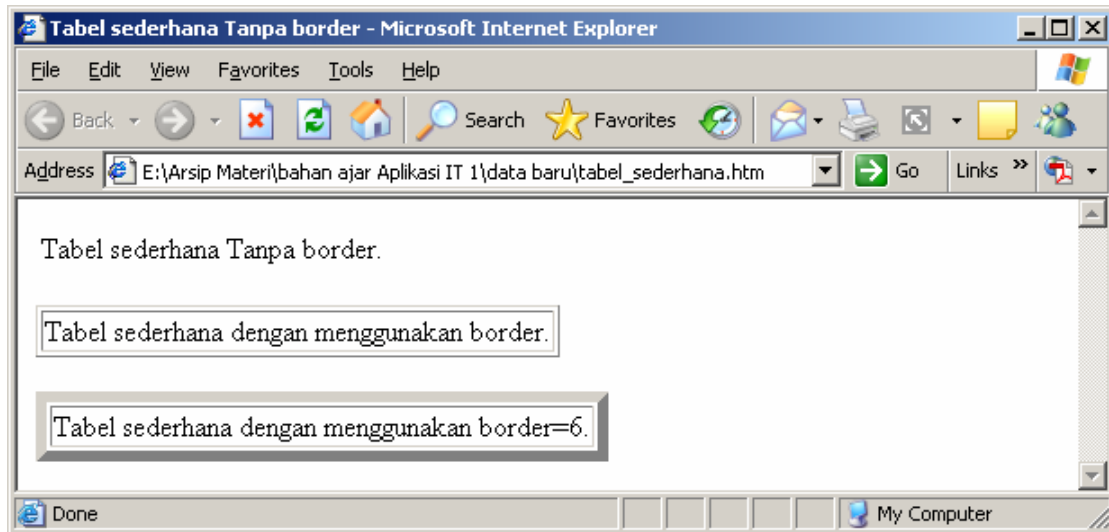 Tabel sederhana Tanpa border - Microsoft Internet Explorer
File Edit View Favorites Tools Help
Back Search Favorites
Address E:\Arsip Materi\bahan ajar Aplikasi IT 1\data baru\tabel_sederhana.htm Go Links »
Tabel sederhana Tanpa border.
Tabel sederhana dengan menggunakan border.
Tabel sederhana dengan menggunakan border=6.
Done My Computer